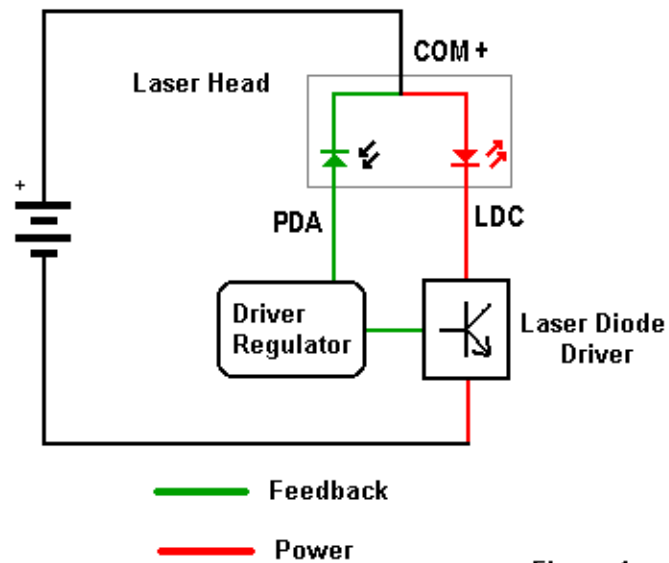 COM +
Laser Head
+
PDA
LDC
Driver
Regulator
Laser Diode
Driver
Feedback
Power